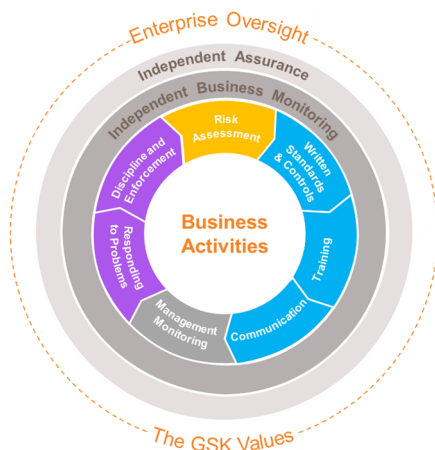 Enterprise Oversight
Independent Assurance
Independent Business Monitoring
Risk
Assessment
Written
Standards
& Controls
Training
Communication
Management
Monitoring
Responding
to Problems
Discipline and
Enforcement
Business
Activities
The GSK Values